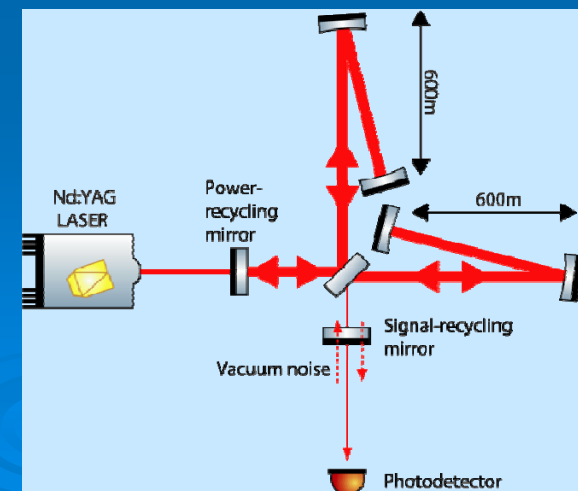 600m
Nd:YAG
LASER
Power-
recycling
mirror
600m
Signal-recycling
mirror
Vacuum noise
Photodetector